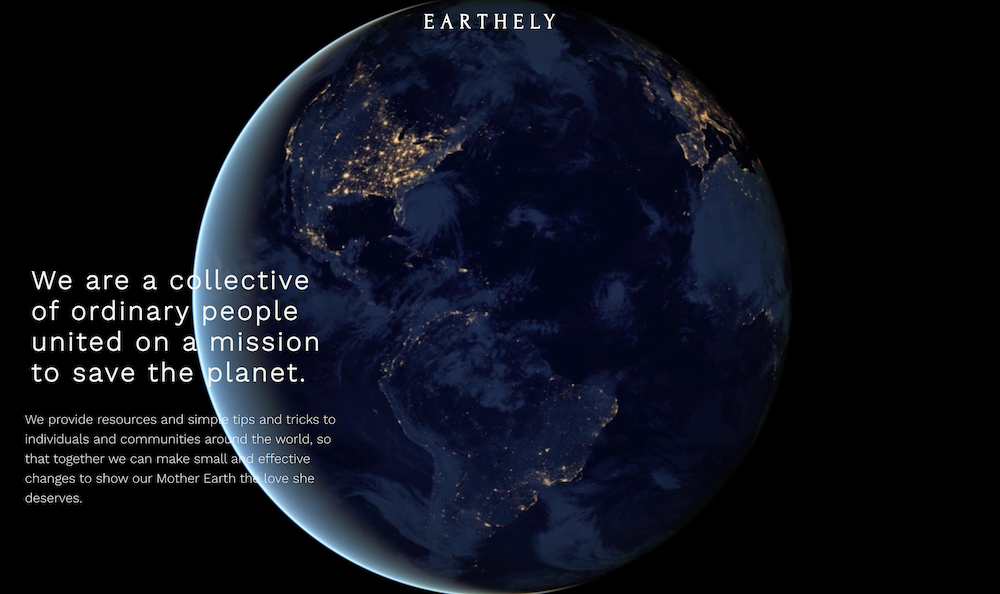 EARTHELY
We are a collective
of ordinary people
united on a mission
to save the planet.
We provide resources and simple tips and tricks to
individuals and communities around the world, so
that together we can make small and effective
changes to show our Mother Earth the love she
deserves.